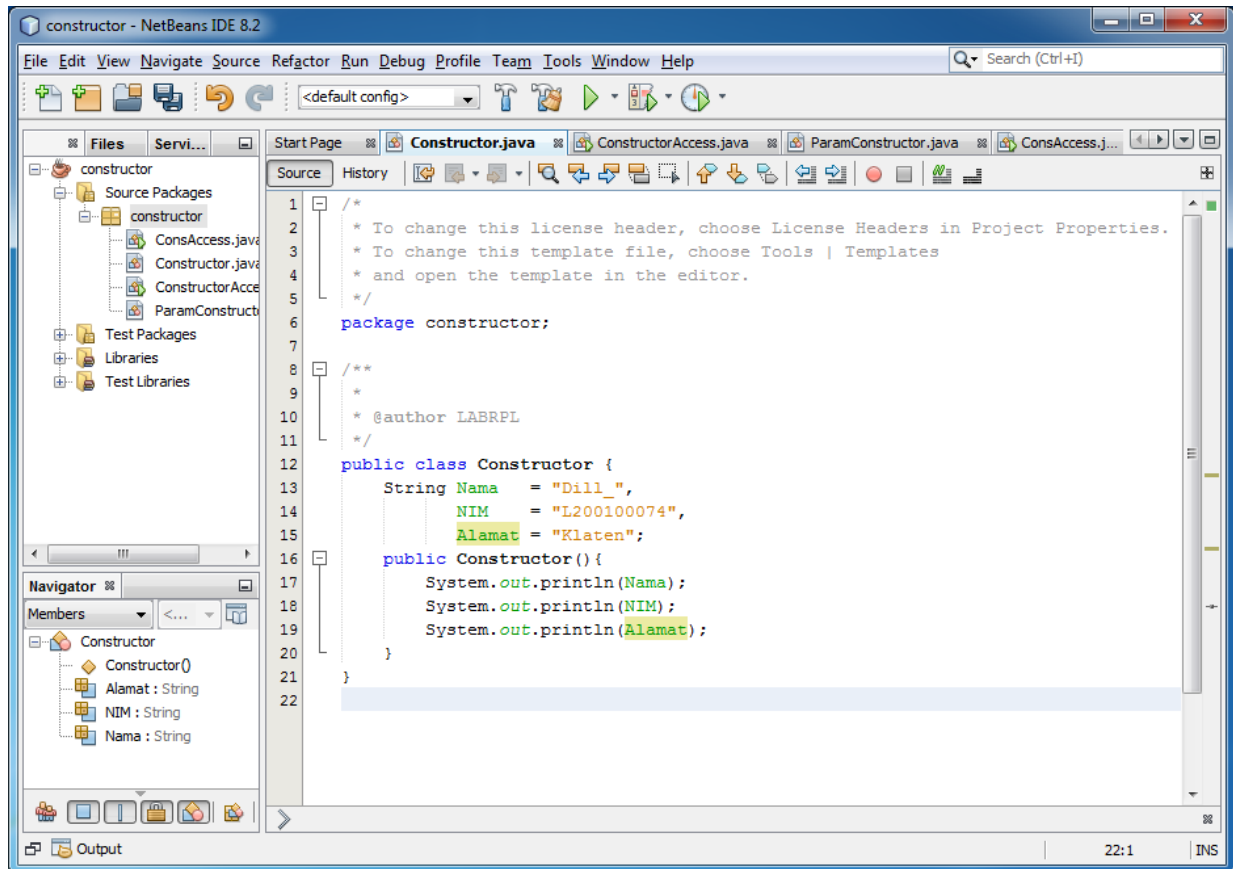 constructor - NetBeans IDE 8.2
File Edit View Navigate Source Refactor Run Debug Profile Team Tools Window Help
Search (Ctrl+I)
<default config>
Files Servi...
Start Page Constructor.java ConstructorAccess.java ParamConstructor.java ConsAccess.j...
constructor
Source Packages
constructor
ConsAccess.java
Constructor.java
ConstructorAcce
ParamConstructo
Test Packages
Libraries
Test Libraries
Source History
1 /*
2 * To change this license header, choose License Headers in Project Properties.
3 * To change this template file, choose Tools | Templates
4 * and open the template in the editor.
5 */
6 package constructor;
7
8 /**
9 *
10 * @author LABRPL
11 */
12 public class Constructor {
13 String Nama = "Dill_",
14 NIM = "L200100074",
15 Alamat = "Klaten";
16 public Constructor(){
17 System.out.println(Nama);
18 System.out.println(NIM);
19 System.out.println(Alamat);
20 }
21 }
22
Navigator
Members <...
Constructor
Constructor()
Alamat : String
NIM : String
Nama : String
Output
22:1 INS